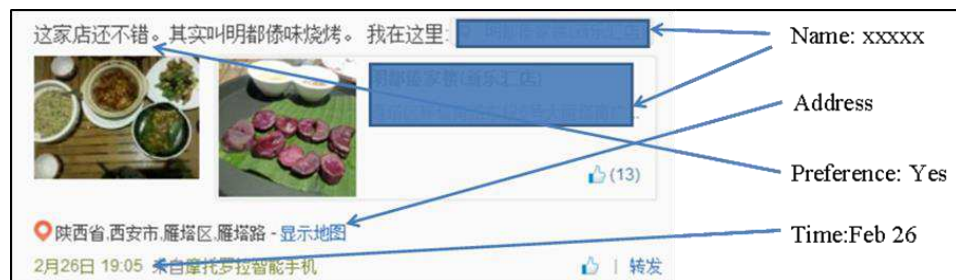 这家店还不错。其实叫明都傣味烧烤。 我在这里:
Name: xxxxx
Address
(13)
Preference: Yes
陕西省,西安市,雁塔区,雁塔路 - 显示地图
Time:Feb 26
2月26日 19:05 来自摩托罗拉智能手机
| 转发